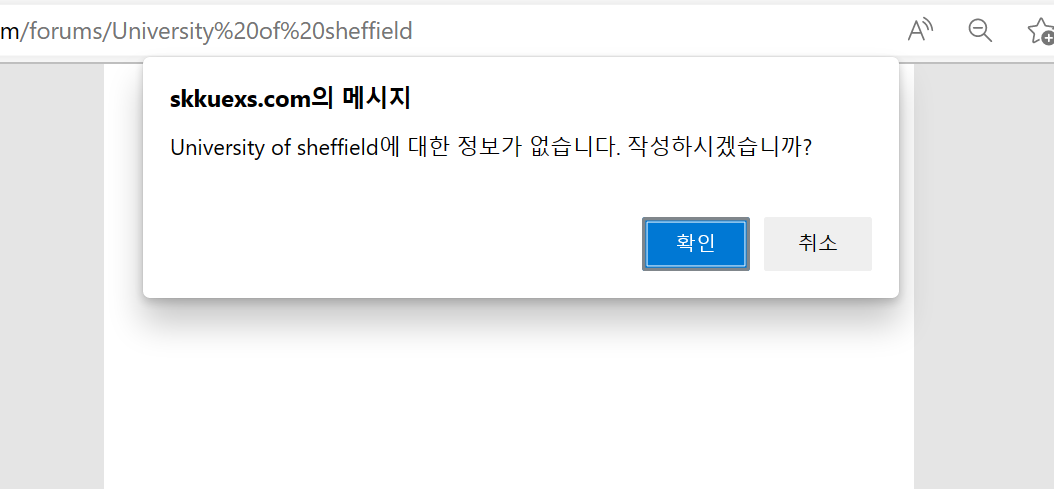 m/forums/University%20of%20sheffield
skkuexs.com의 메시지
University of sheffield에 대한 정보가 없습니다. 작성하시겠습니까?
확인 취소